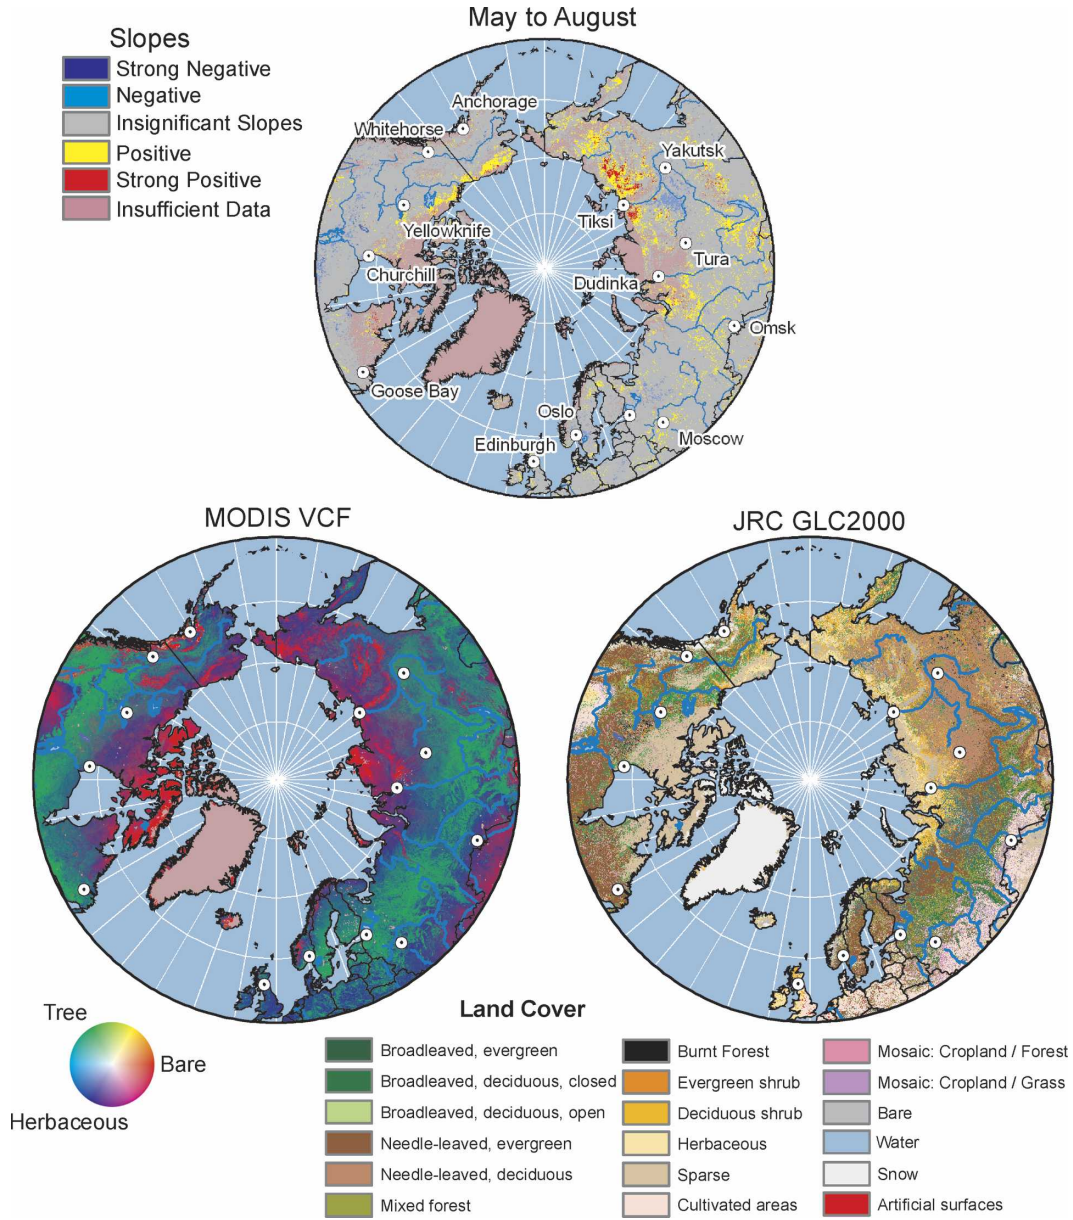 May to August
Slopes
Strong Negative
Negative
Insignificant Slopes
Positive
Strong Positive
Insufficient Data
Anchorage
Whitehorse
Yakutsk
Yellowknife
Tiksi
Tura
Churchill
Dudinka
Omsk
Goose Bay
Oslo
Edinburgh
Moscow
MODIS VCF
JRC GLC2000
Tree
Bare
Herbaceous
Land Cover
Broadleaved, evergreen
Broadleaved, deciduous, closed
Broadleaved, deciduous, open
Needle-leaved, evergreen
Needle-leaved, deciduous
Mixed forest
Burnt Forest
Evergreen shrub
Deciduous shrub
Herbaceous
Sparse
Cultivated areas
Mosaic: Cropland / Forest
Mosaic: Cropland / Grass
Bare
Water
Snow
Artificial surfaces